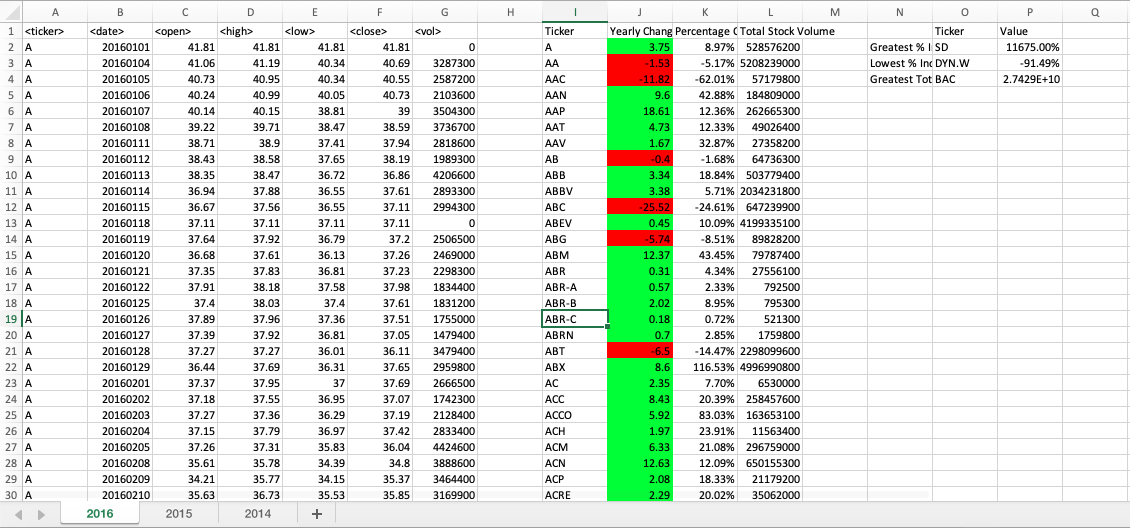 A B C D E F G H I J K L M N O P Q
1 <ticker> <date> <open> <high> <low> <close> <vol> Ticker Yearly Chang Percentage C Total Stock Volume Ticker Value
2 A 20160101 41.81 41.81 41.81 41.81 0 A 3.75 8.97% 528576200 Greatest % I SD 11675.00%
3 A 20160104 41.06 41.19 40.34 40.69 3287300 AA -1.53 -5.17% 5208239000 Lowest % Inc DYN.W -91.49%
4 A 20160105 40.73 40.95 40.34 40.55 2587200 AAC -11.82 -62.01% 57179800 Greatest Tot BAC 2.7429E+10
5 A 20160106 40.24 40.99 40.05 40.73 2103600 AAN 9.6 42.88% 184809000
6 A 20160107 40.14 40.15 38.81 39 3504300 AAP 18.61 12.36% 262665300
7 A 20160108 39.22 39.71 38.47 38.59 3736700 AAT 4.73 12.33% 49026400
8 A 20160111 38.71 38.9 37.41 37.94 2818600 AAV 1.67 32.87% 27358200
9 A 20160112 38.43 38.58 37.65 38.19 1989300 AB -0.4 -1.68% 64736300
10 A 20160113 38.35 38.47 36.72 36.86 4206600 ABB 3.34 18.84% 503779400
11 A 20160114 36.94 37.88 36.55 37.61 2893300 ABBV 3.38 5.71% 2034231800
12 A 20160115 36.67 37.56 36.55 37.11 2994300 ABC -25.52 -24.61% 647239900
13 A 20160118 37.11 37.11 37.11 37.11 0 ABEV 0.45 10.09% 4199335100
14 A 20160119 37.64 37.92 36.79 37.2 2506500 ABG -5.74 -8.51% 89828200
15 A 20160120 36.68 37.61 36.13 37.26 2469000 ABM 12.37 43.45% 79787400
16 A 20160121 37.35 37.83 36.81 37.23 2298300 ABR 0.31 4.34% 27556100
17 A 20160122 37.91 38.18 37.58 37.98 1834400 ABR-A 0.57 2.33% 792500
18 A 20160125 37.4 38.03 37.4 37.61 1831200 ABR-B 2.02 8.95% 795300
19 A 20160126 37.89 37.96 37.36 37.51 1755000 ABR-C 0.18 0.72% 521300
20 A 20160127 37.39 37.92 36.81 37.05 1479400 ABRN 0.7 2.85% 1759800
21 A 20160128 37.27 37.27 36.01 36.11 3479400 ABT -6.5 -14.47% 2298099600
22 A 20160129 36.44 37.69 36.31 37.65 2959800 ABX 8.6 116.53% 4996990800
23 A 20160201 37.37 37.95 37 37.69 2666500 AC 2.35 7.70% 6530000
24 A 20160202 37.18 37.55 36.95 37.07 1742300 ACC 8.43 20.39% 258457600
25 A 20160203 37.27 37.36 36.29 37.19 2128400 ACCO 5.92 83.03% 163653100
26 A 20160204 37.15 37.79 36.97 37.42 2833400 ACH 1.97 23.91% 11563400
27 A 20160205 37.26 37.31 35.83 36.04 4424600 ACM 6.33 21.08% 296759000
28 A 20160208 35.61 35.78 34.39 34.8 3888600 ACN 12.63 12.09% 650155300
29 A 20160209 34.21 35.77 34.15 35.37 3464400 ACP 2.08 18.33% 21179200
30 A 20160210 35.63 36.73 35.53 35.85 3169900 ACRE 2.29 20.02% 35062000
2016 2015 2014 +